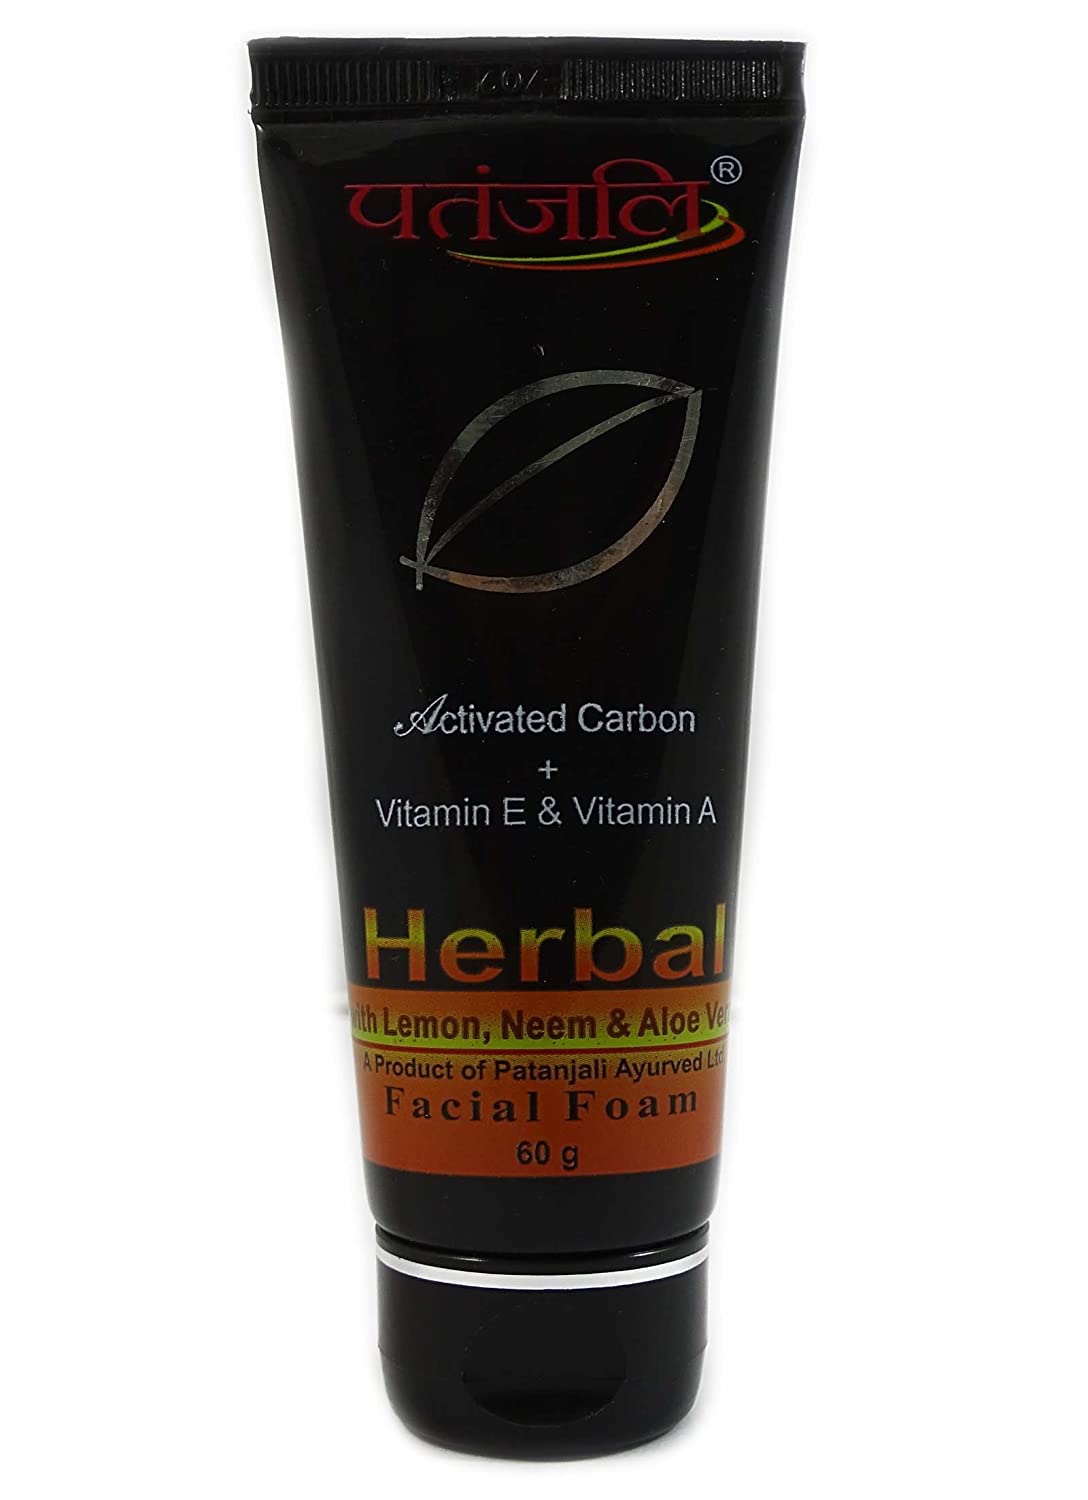 पतंजलि®
Activated Carbon
+
Vitamin E & Vitamin A
Herbal
with Lemon, Neem & Aloe Ver
A Product of Patanjali Ayurved Ltd
Facial Foam
60 g